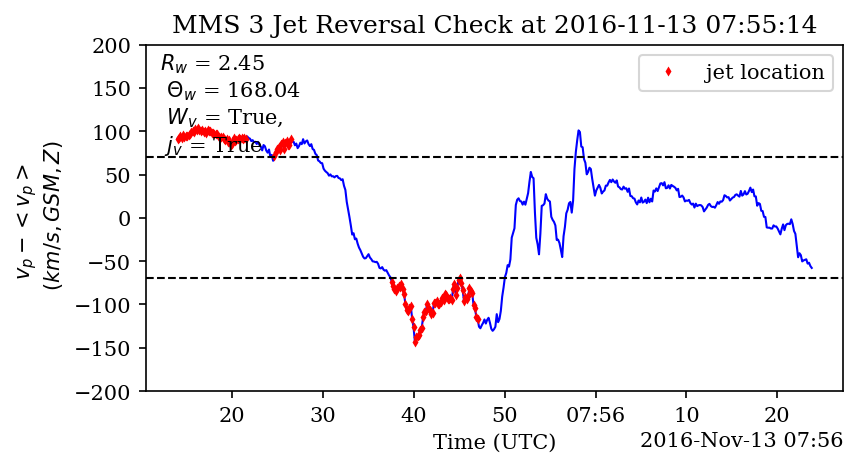 MMS 3 Jet Reversal Check at 2016-11-13 07:55:14
R_w = 2.45
Θ_w = 168.04
W_v = True,
j_v = True
jet location
v_p − < v_p >
(km/s, GSM, Z)
200
150
100
50
0
−50
−100
−150
−200
20 30 40 50 07:56 10 20
Time (UTC)
2016-Nov-13 07:56